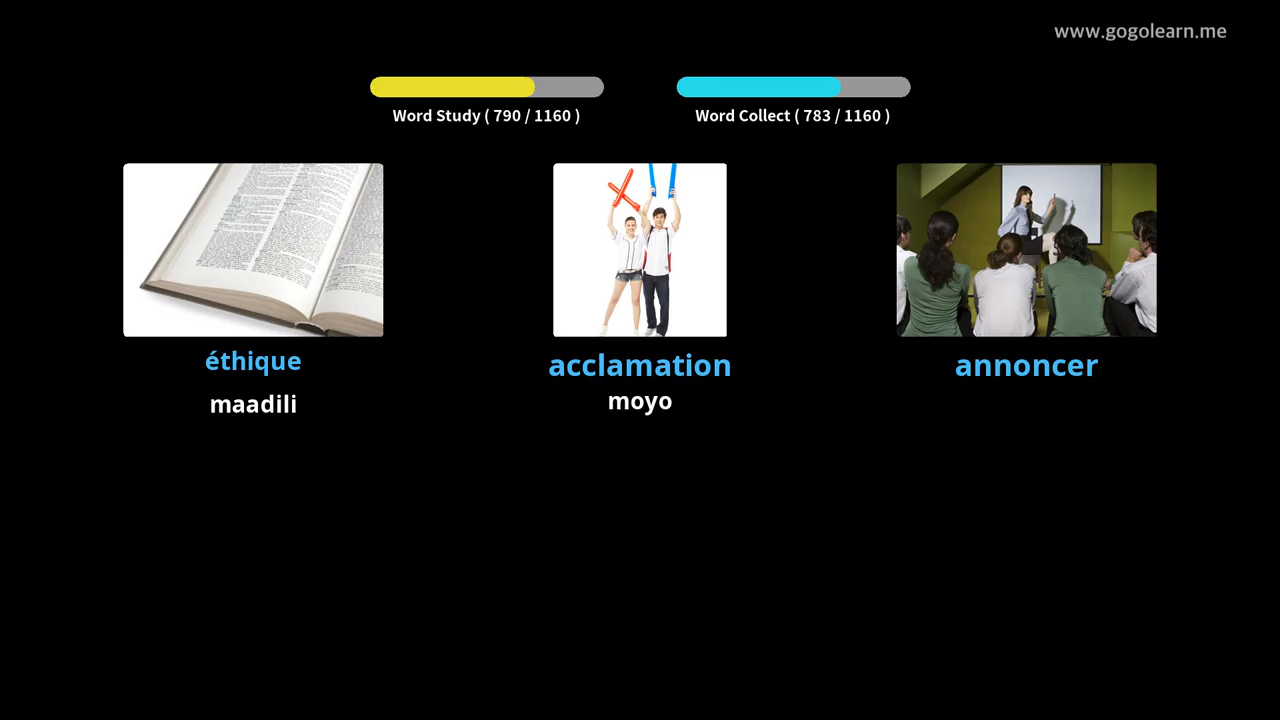 www.gogolearn.me
Word Study ( 790 / 1160 )
Word Collect ( 783 / 1160 )
éthique
acclamation
annoncer
maadili
moyo